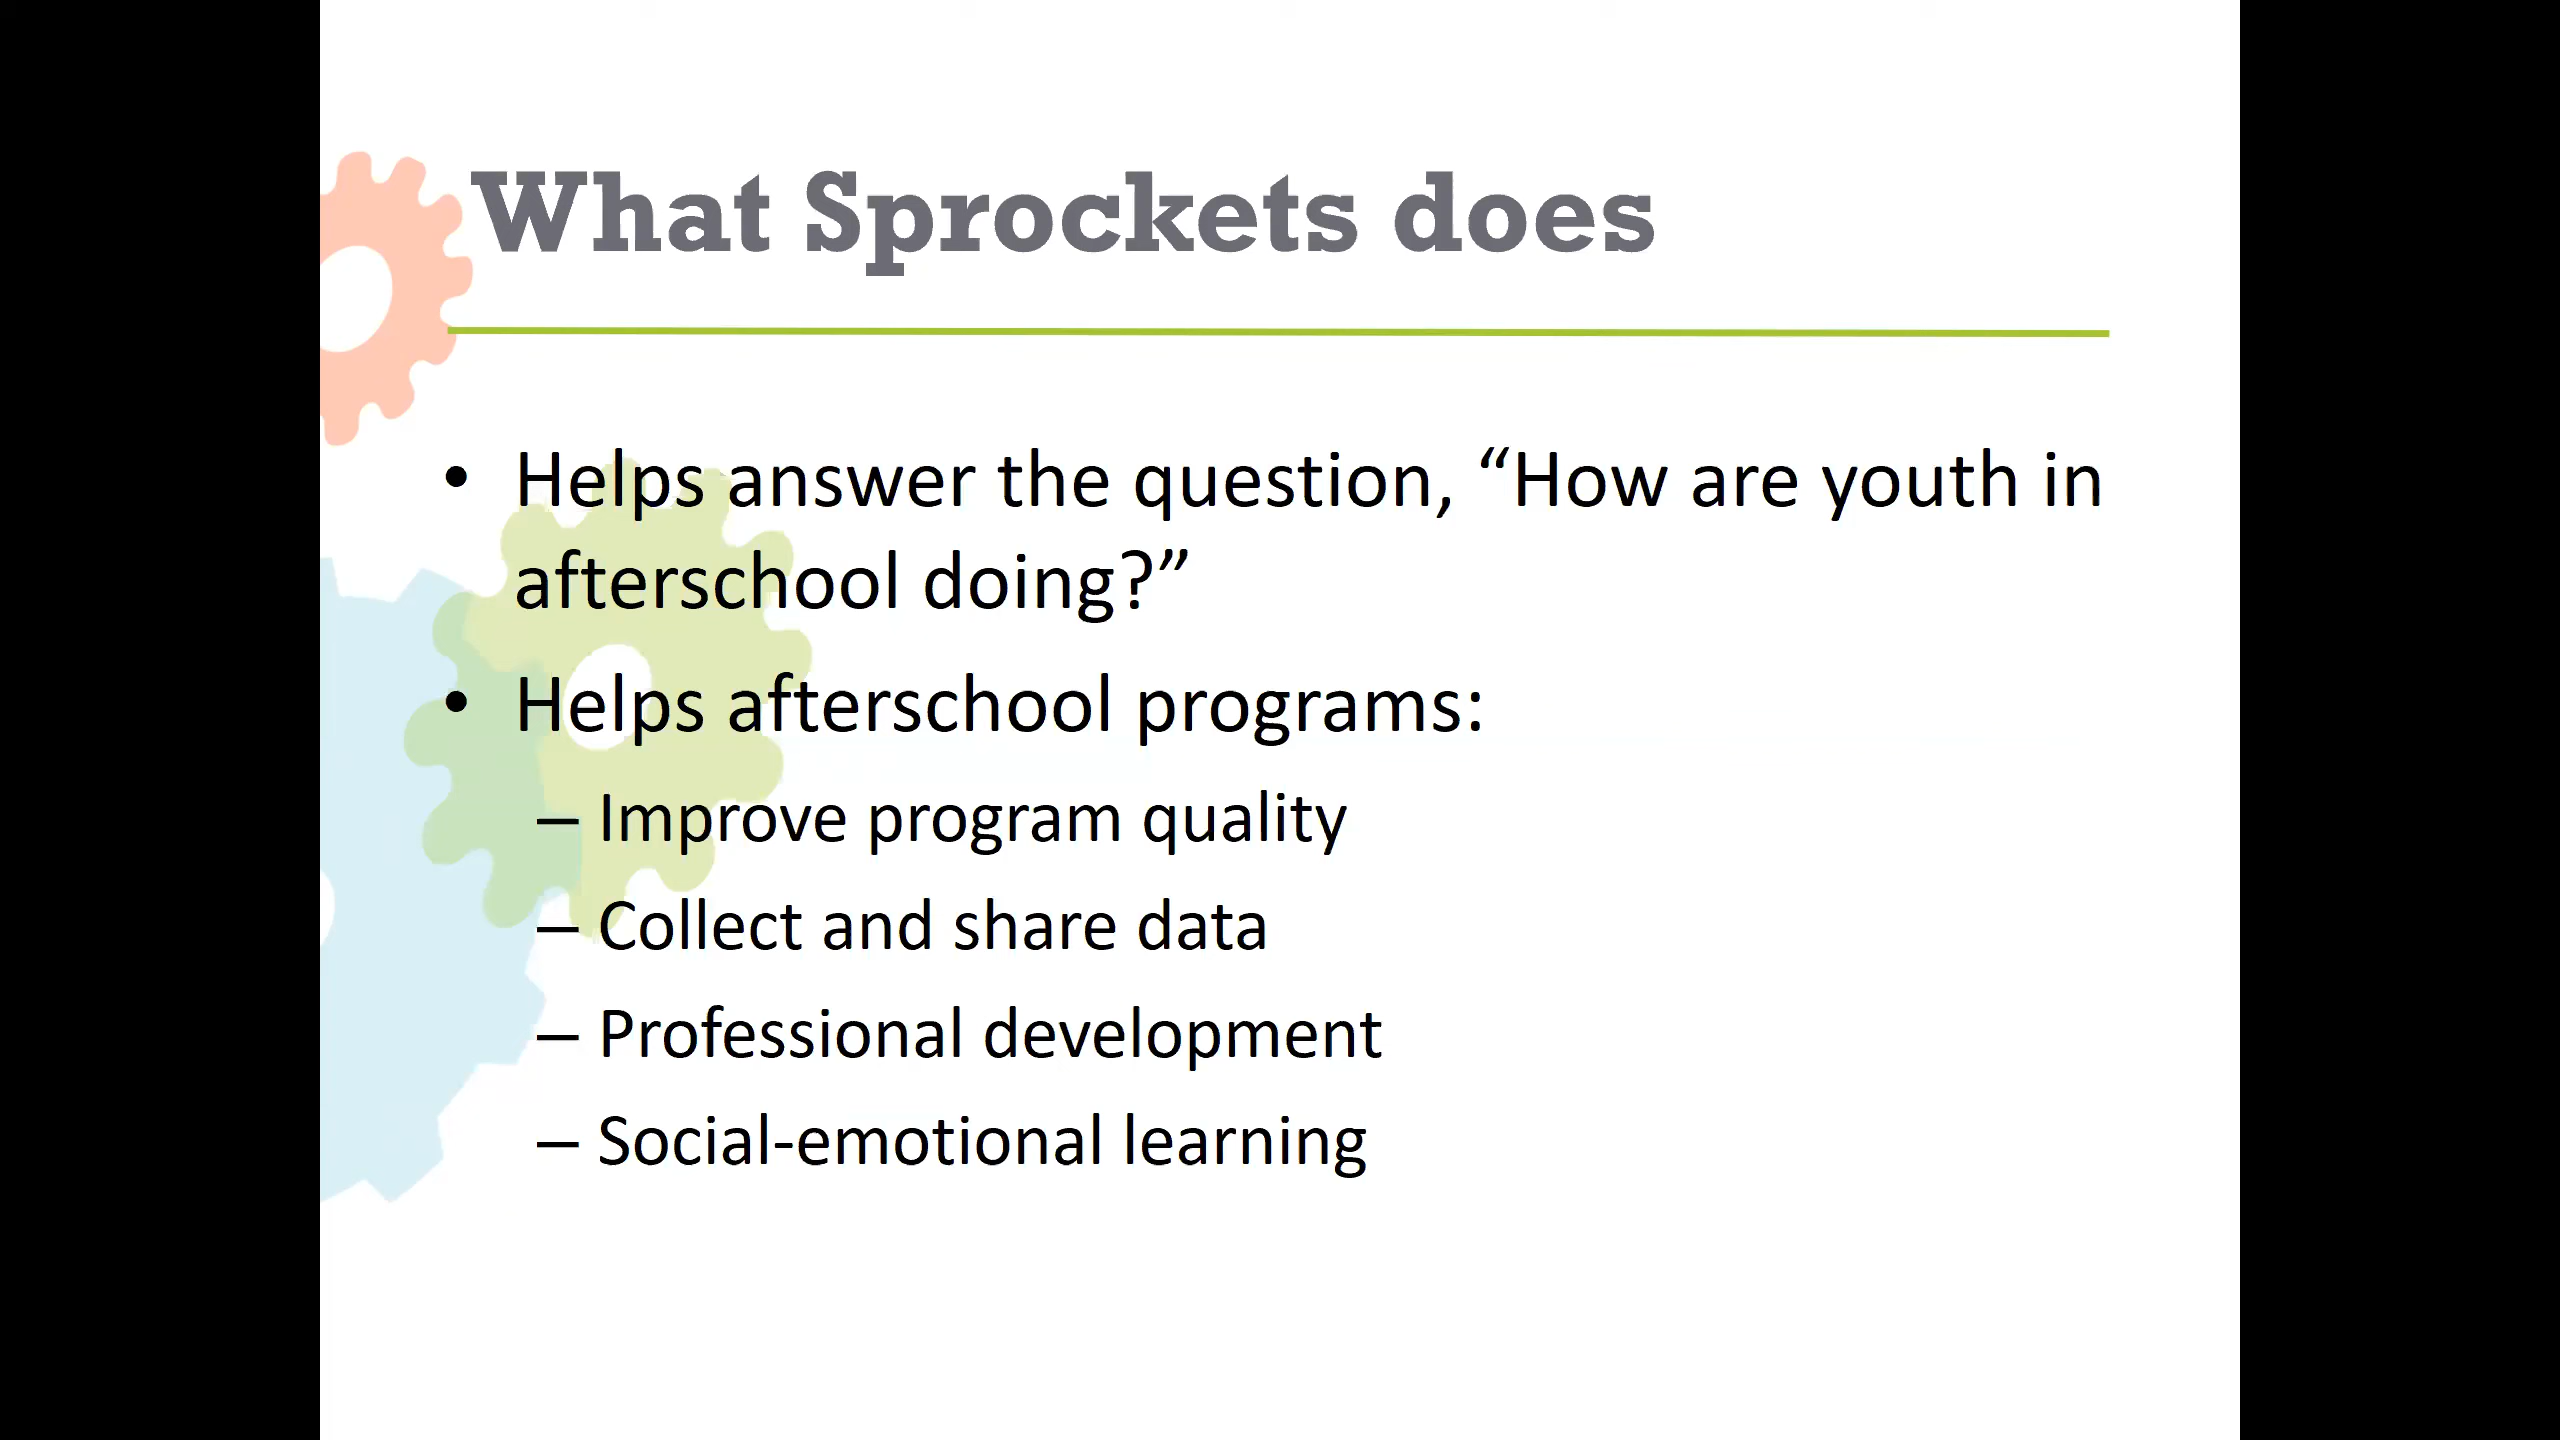 What Sprockets does
• Helps answer the question, “How are youth in
afterschool doing?”
• Helps afterschool programs:
– Improve program quality
– Collect and share data
– Professional development
– Social-emotional learning